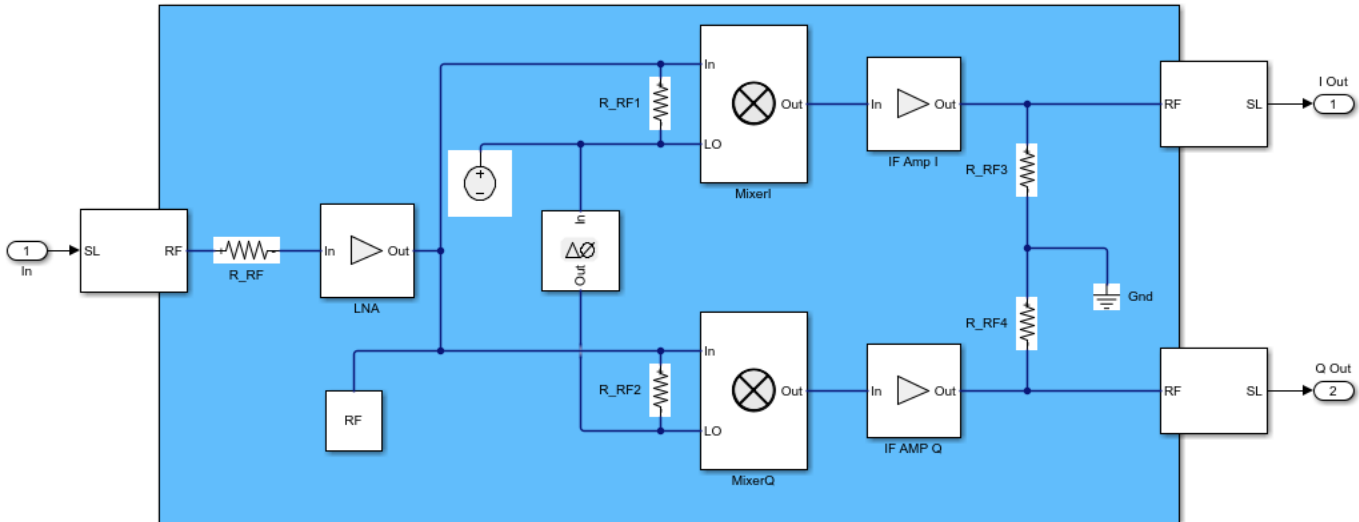 1
In
SL
RF
R_RF
In
Out
LNA
RF
R_RF1
+
−
In
ΔØ
Out
R_RF2
In
Out
LO
MixerI
In
Out
LO
MixerQ
In
Out
IF Amp I
In
Out
IF AMP Q
R_RF3
R_RF4
Gnd
RF
SL
I Out
1
RF
SL
Q Out
2